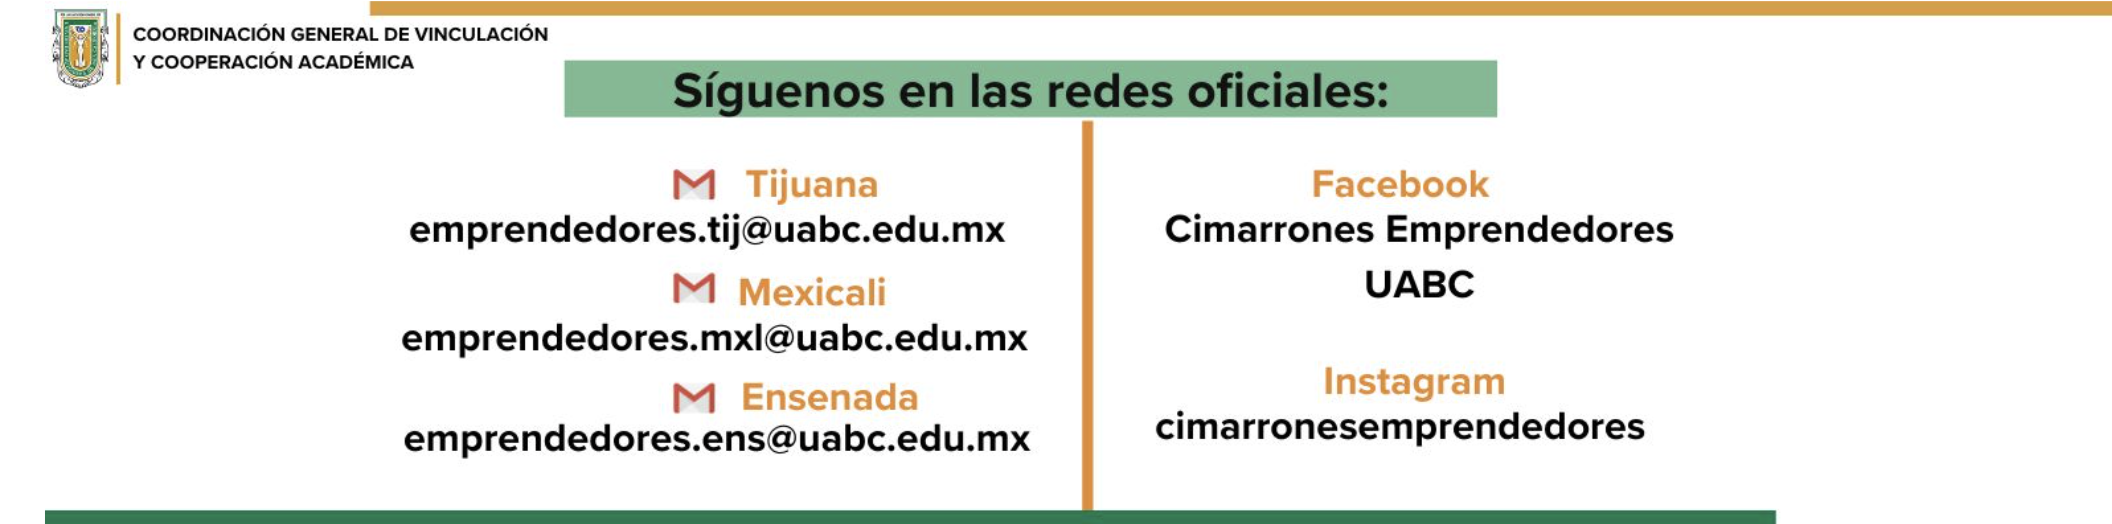 COORDINACIÓN GENERAL DE VINCULACIÓN
Y COOPERACIÓN ACADÉMICA
Síguenos en las redes oficiales:
Tijuana
emprendedores.tij@uabc.edu.mx
Mexicali
emprendedores.mxl@uabc.edu.mx
Ensenada
emprendedores.ens@uabc.edu.mx
Facebook
Cimarrones Emprendedores
UABC
Instagram
cimarronesemprendedores